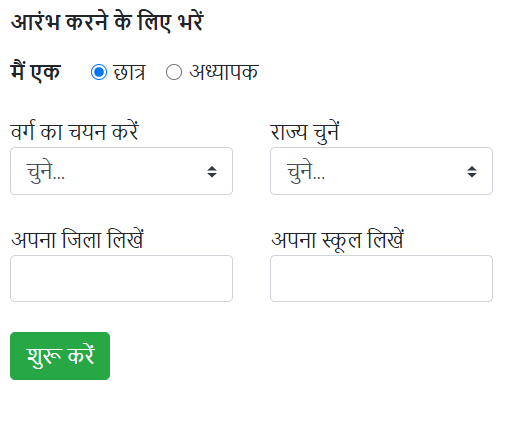 आरंभ करने के लिए भरें
मैं एक छात्र अध्यापक
वर्ग का चयन करें राज्य चुनें
चुने... चुने...
अपना जिला लिखें अपना स्कूल लिखें
शुरू करें